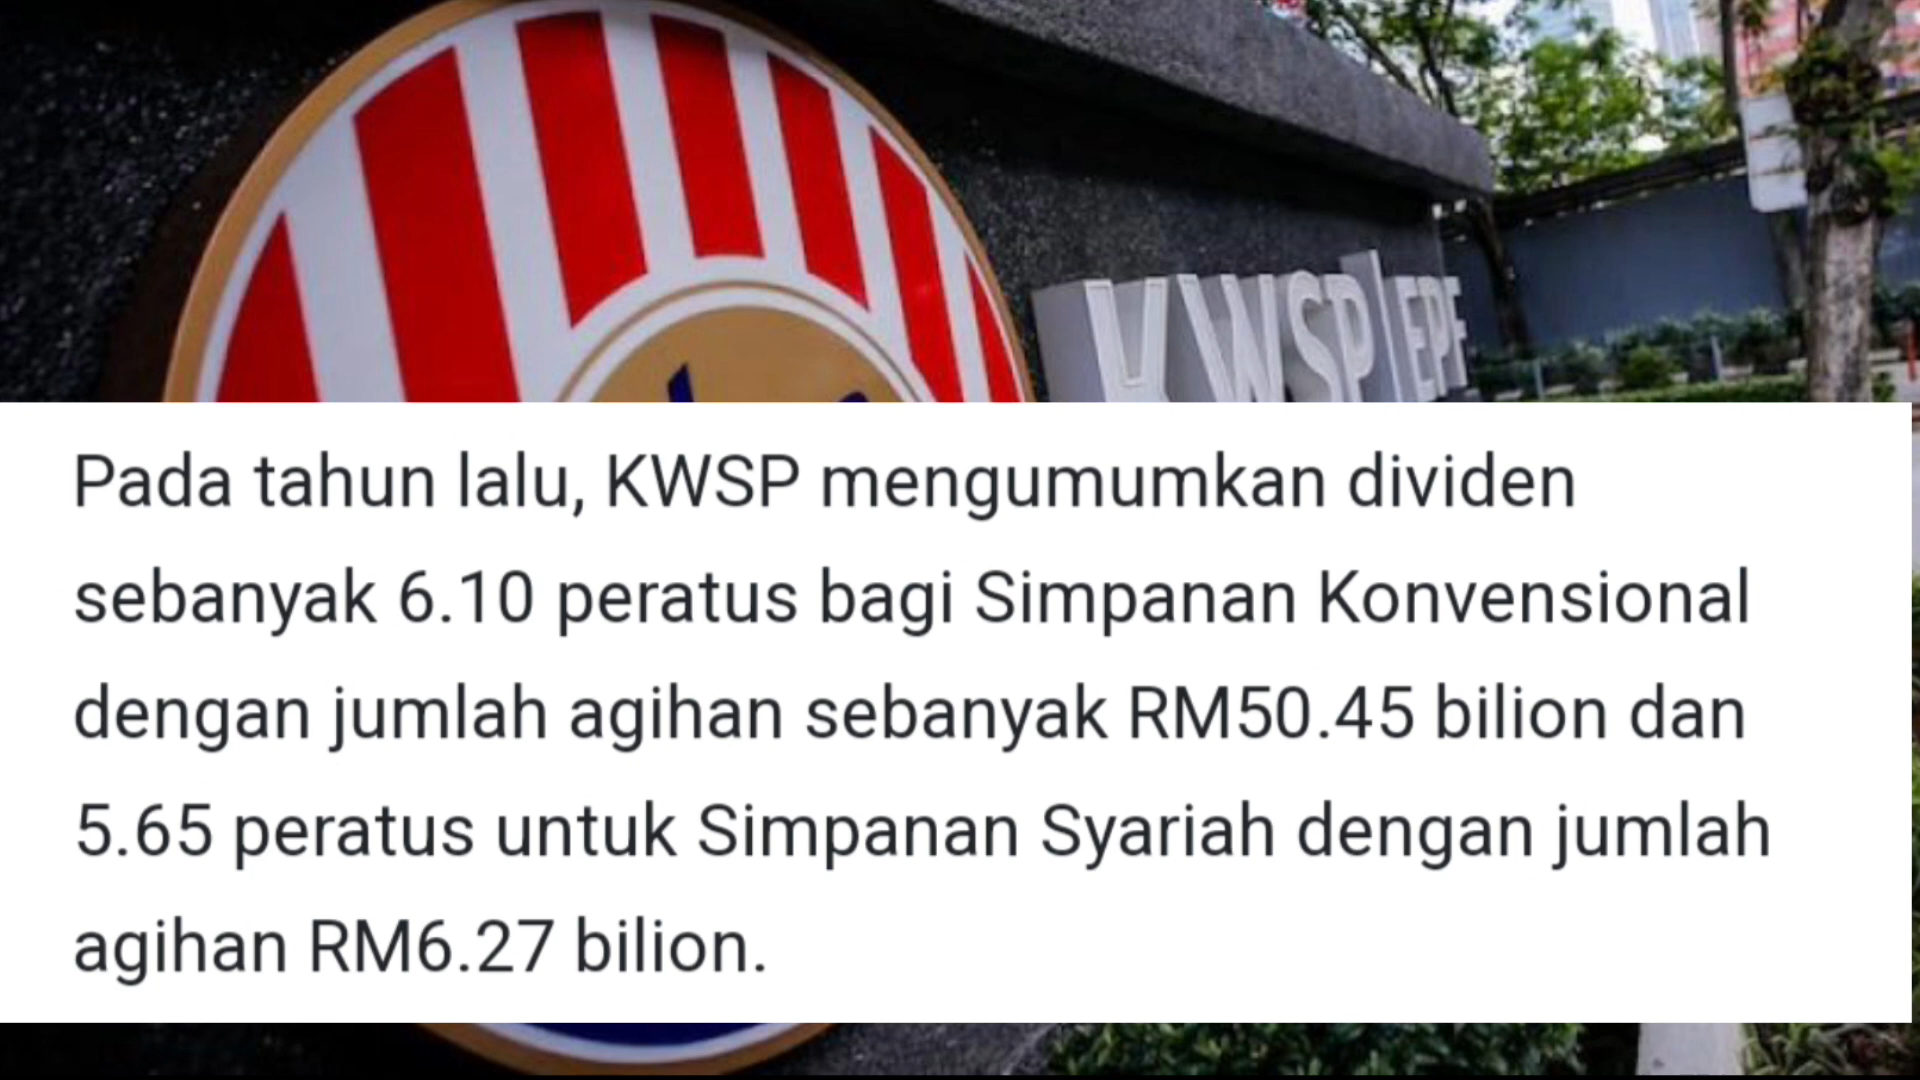 KWSP | EPF
Pada tahun lalu, KWSP mengumumkan dividen
sebanyak 6.10 peratus bagi Simpanan Konvensional
dengan jumlah agihan sebanyak RM50.45 bilion dan
5.65 peratus untuk Simpanan Syariah dengan jumlah
agihan RM6.27 bilion.